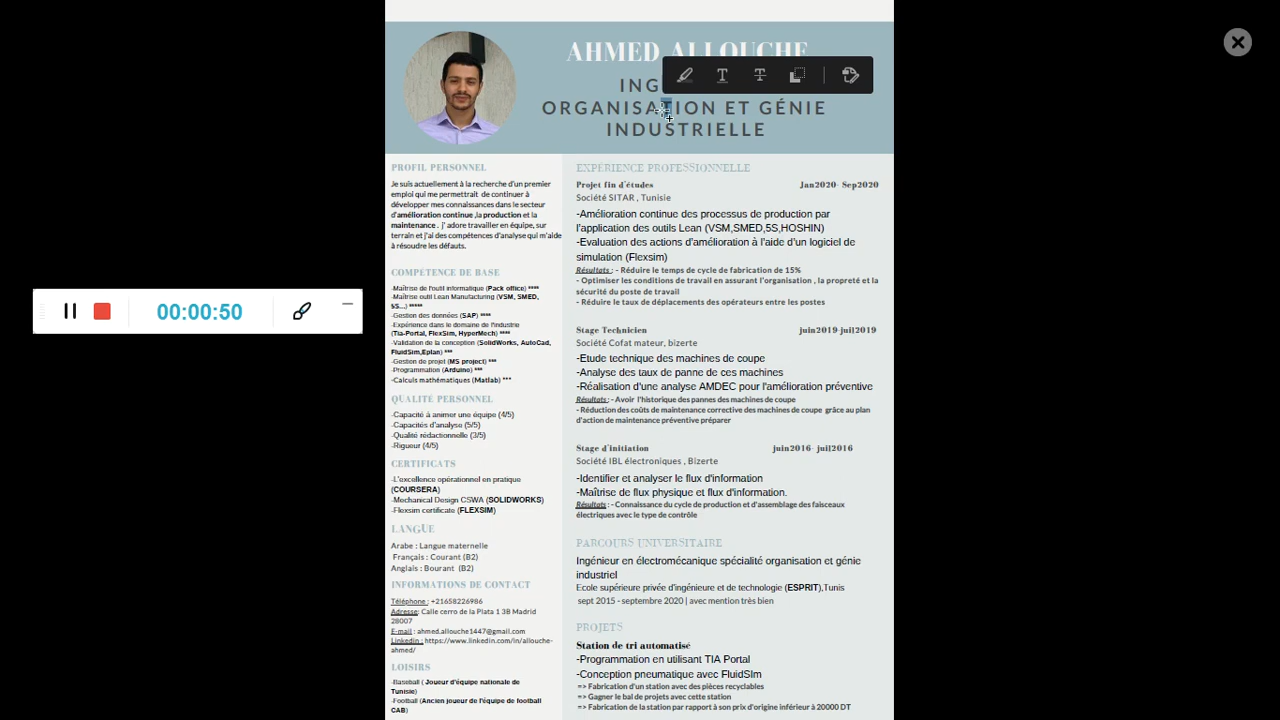 AHMED ALLOUCHE
ORGANISATION ET GÉNIE
INDUSTRIELLE
00:00:50
PROFIL PERSONNEL
Je suis actuellement à la recherche d'un premier
emploi qui me permettrait de continuer à
développer mes connaissances dans le secteur
d'amélioration continue ,la production et la
maintenance . j' adore travailler en équipe, sur
terrain et j'ai des compétences d'analyse qui m'aide
à résoudre les défauts.
COMPÉTENCE DE BASE
-Maîtrise de l'outil informatique (Pack office) ****
-Maîtrise outil Lean Manufacturing (VSM, SMED,
5S...) *****
-Gestion des données (SAP) ****
-Expérience dans le domaine de l'industrie
(Tia-Portal, FlexSim, HyperMech) ****
-Validation de la conception (SolidWorks, AutoCad,
FluidSim,Eplan) ***
-Gestion de projet (MS project) ***
-Programmation (Arduino) ***
-Calculs mathématiques (Matlab) ***
QUALITÉ PERSONNEL
-Capacité à animer une équipe (4/5)
-Capacités d'analyse (5/5)
-Qualité rédactionnelle (3/5)
-Rigueur (4/5)
CERTIFICATS
-L'excellence opérationnel en pratique
(COURSERA)
-Mechanical Design CSWA (SOLIDWORKS)
-Flexsim certificate (FLEXSIM)
LANGUE
Arabe : Langue maternelle
Français : Courant (B2)
Anglais : Bourant (B2)
INFORMATIONS DE CONTACT
Téléphone : +21658226986
Adresse: Calle cerro de la Plata 1 3B Madrid
28007
E-mail : ahmed.allouche1447@gmail.com
Linkedin : https://www.linkedin.com/in/allouche-
ahmed/
LOISIRS
-Baseball ( Joueur d'équipe nationale de
Tunisie)
-Football (Ancien joueur de l'équipe de football
CAB)
EXPÉRIENCE PROFESSIONNELLE
Projet fin d'études Jan2020- Sep2020
Société SITAR , Tunisie
-Amélioration continue des processus de production par
l'application des outils Lean (VSM,SMED,5S,HOSHIN)
-Evaluation des actions d'amélioration à l'aide d'un logiciel de
simulation (Flexsim)
Résultats : - Réduire le temps de cycle de fabrication de 15%
- Optimiser les conditions de travail en assurant l'organisation , la propreté et la
sécurité du poste de travail
- Réduire le taux de déplacements des opérateurs entre les postes
Stage Technicien juin2019-juil2019
Société Cofat mateur, bizerte
-Etude technique des machines de coupe
-Analyse des taux de panne de ces machines
-Réalisation d'une analyse AMDEC pour l'amélioration préventive
Résultats : - Avoir l'historique des pannes des machines de coupe
- Réduction des coûts de maintenance corrective des machines de coupe grâce au plan
d'action de maintenance préventive préparer
Stage d'initiation juin2016- juil2016
Société IBL électroniques , Bizerte
-Identifier et analyser le flux d'information
-Maîtrise de flux physique et flux d'information.
Résultats : - Connaissance du cycle de production et d'assemblage des faisceaux
électriques avec le type de contrôle
PARCOURS UNIVERSITAIRE
Ingénieur en électromécanique spécialité organisation et génie
industriel
Ecole supérieure privée d'ingénieure et de technologie (ESPRIT),Tunis
sept 2015 - septembre 2020 | avec mention très bien
PROJETS
Station de tri automatisé
-Programmation en utilisant TIA Portal
-Conception pneumatique avec FluidSIm
=> Fabrication d'un station avec des pièces recyclables
=> Gagner le bal de projets avec cette station
=> Fabrication de la station par rapport à son prix d'origine inférieur à 20000 DT